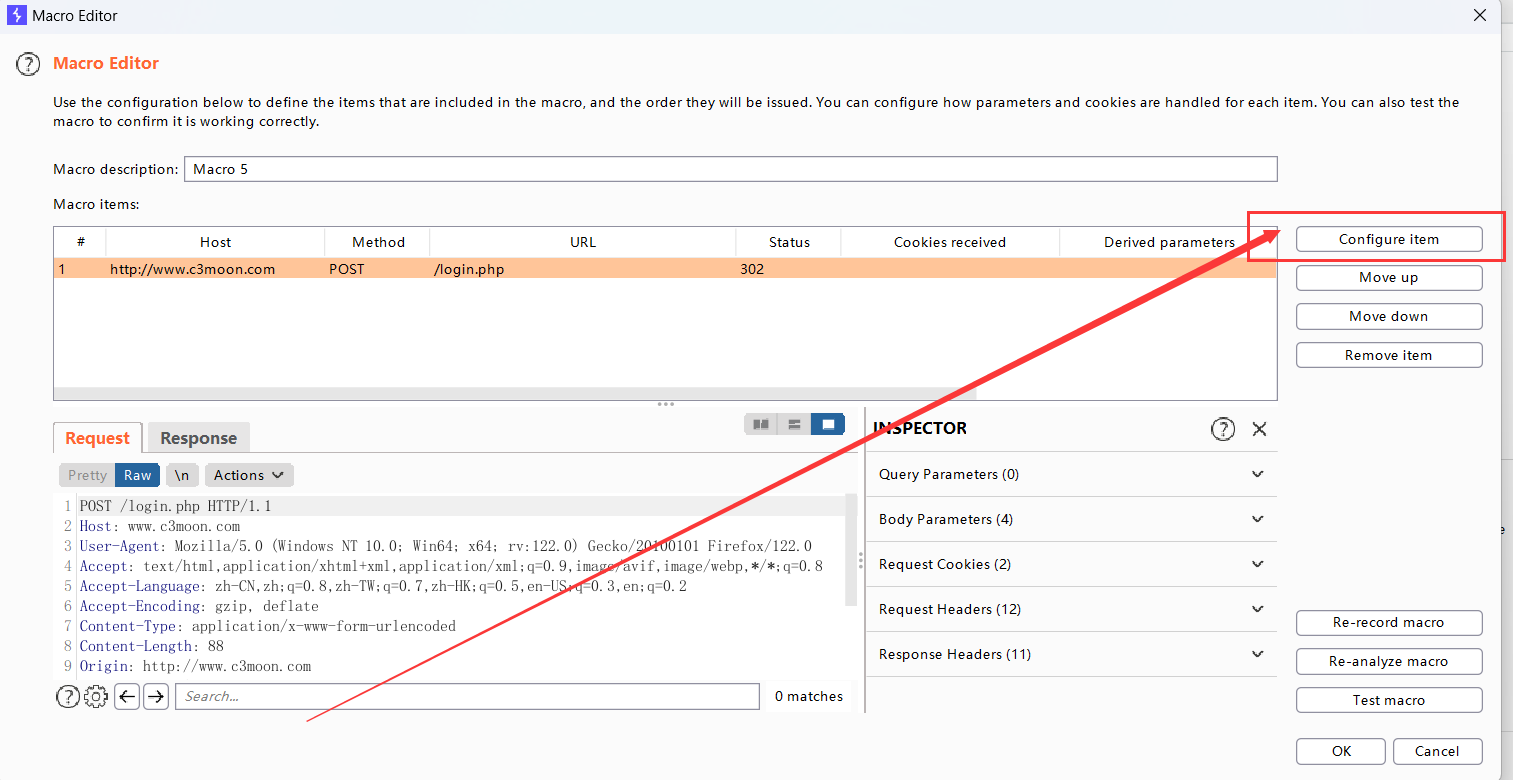 Macro Editor
Macro Editor
Use the configuration below to define the items that are included in the macro, and the order they will be issued. You can configure how parameters and cookies are handled for each item. You can also test the
macro to confirm it is working correctly.
Macro description: Macro 5
Macro items:
# Host Method URL Status Cookies received Derived parameters
1 http://www.c3moon.com POST /login.php 302
Configure item
Move up
Move down
Remove item
Request Response
Pretty Raw \n Actions
1 POST /login.php HTTP/1.1
2 Host: www.c3moon.com
3 User-Agent: Mozilla/5.0 (Windows NT 10.0; Win64; x64; rv:122.0) Gecko/20100101 Firefox/122.0
4 Accept: text/html,application/xhtml+xml,application/xml;q=0.9,image/avif,image/webp,*/*;q=0.8
5 Accept-Language: zh-CN,zh;q=0.8,zh-TW;q=0.7,zh-HK;q=0.5,en-US;q=0.3,en;q=0.2
6 Accept-Encoding: gzip, deflate
7 Content-Type: application/x-www-form-urlencoded
8 Content-Length: 88
9 Origin: http://www.c3moon.com
Search... 0 matches
INSPECTOR
Query Parameters (0)
Body Parameters (4)
Request Cookies (2)
Request Headers (12)
Response Headers (11)
Re-record macro
Re-analyze macro
Test macro
OK Cancel